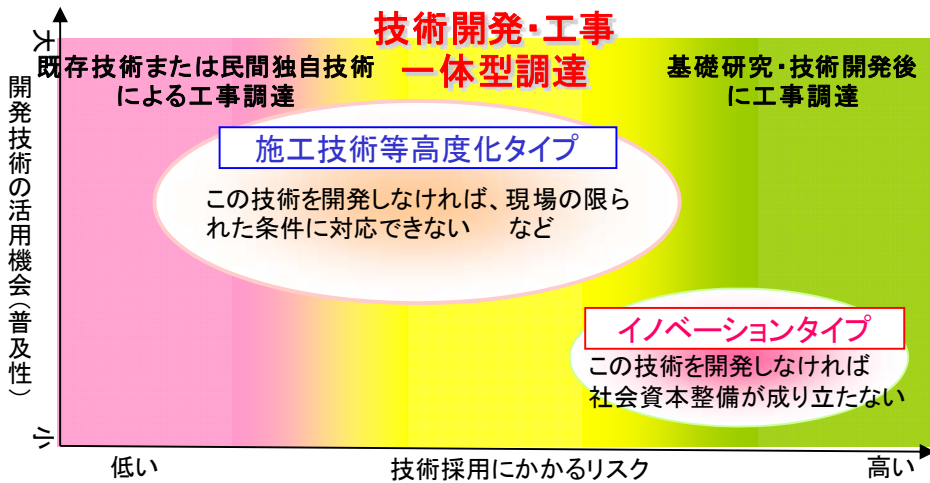 技術開発・工事
一体型調達
既存技術または民間独自技術
による工事調達
基礎研究・技術開発後
に工事調達
大
開発技術の活用機会（普及性）
小
施工技術等高度化タイプ
この技術を開発しなければ、現場の限ら
れた条件に対応できない　など
イノベーションタイプ
この技術を開発しなければ
社会資本整備が成り立たない
低い
技術採用にかかるリスク
高い